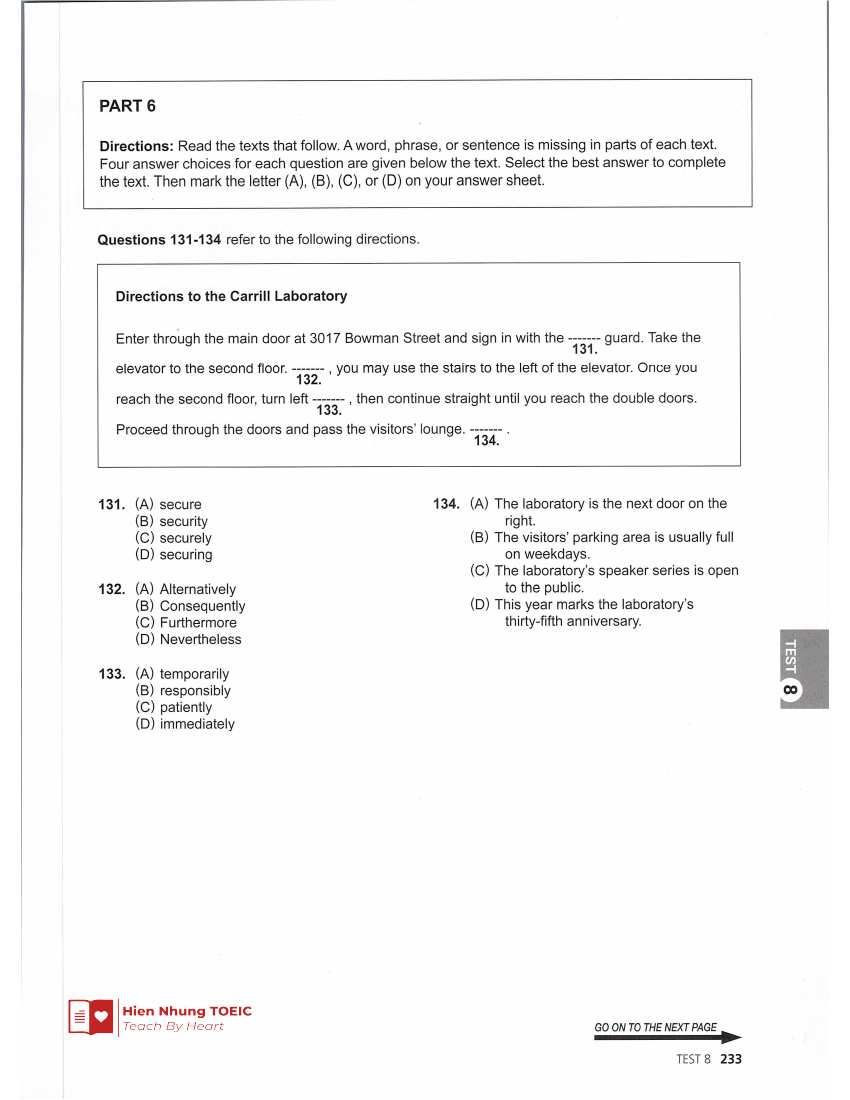 PART 6
Directions: Read the texts that follow. A word, phrase, or sentence is missing in parts of each text.
Four answer choices for each question are given below the text. Select the best answer to complete
the text. Then mark the letter (A), (B), (C), or (D) on your answer sheet.
Questions 131-134 refer to the following directions.
Directions to the Carrill Laboratory
Enter through the main door at 3017 Bowman Street and sign in with the ------- guard. Take the
131.
elevator to the second floor. ------- , you may use the stairs to the left of the elevator. Once you
132.
reach the second floor, turn left ------- , then continue straight until you reach the double doors.
133.
Proceed through the doors and pass the visitors' lounge. ------- .
134.
131. (A) secure
(B) security
(C) securely
(D) securing
132. (A) Alternatively
(B) Consequently
(C) Furthermore
(D) Nevertheless
133. (A) temporarily
(B) responsibly
(C) patiently
(D) immediately
134. (A) The laboratory is the next door on the
right.
(B) The visitors' parking area is usually full
on weekdays.
(C) The laboratory's speaker series is open
to the public.
(D) This year marks the laboratory's
thirty-fifth anniversary.
TEST 8
Hien Nhung TOEIC
Teach By Heart
GO ON TO THE NEXT PAGE
TEST 8 233